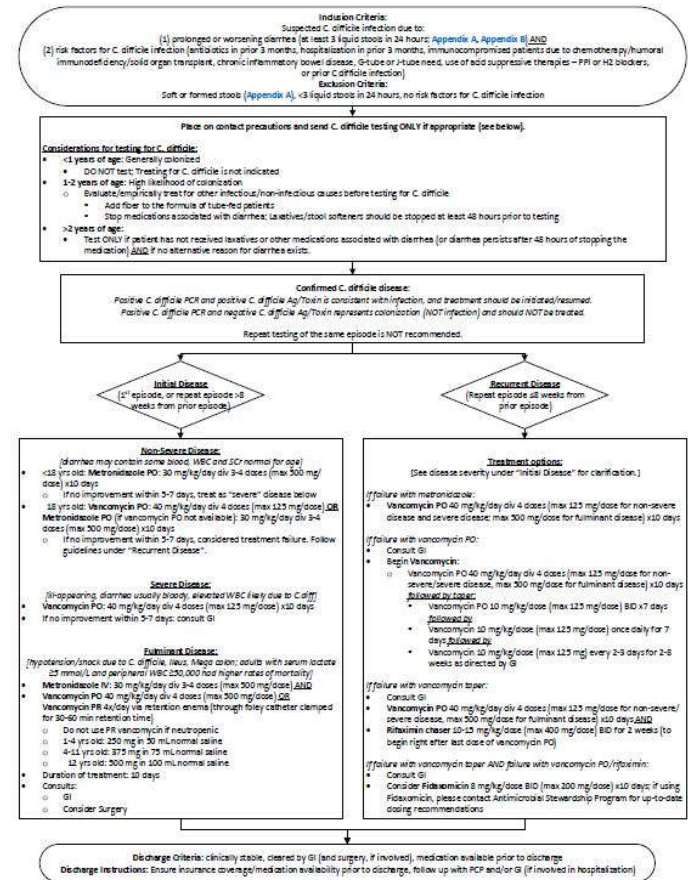 Inclusion Criteria:
Suspected C. difficile infection due to:
(1) prolonged or worsening diarrhea (at least 3 liquid stools in 24 hours; Appendix A, Appendix B) AND
(2) risk factors for C. difficile infection (antibiotics in prior 3 months, hospitalization in prior 3 months, immunocompromised patients due to chemotherapy/humoral
immunodeficiency/solid organ transplant, chronic inflammatory bowel disease, G-tube or J-tube need, use of acid suppressive therapies – PPI or H2 blockers,
or prior C difficile infection)
Exclusion Criteria:
Soft or formed stools (Appendix A), <3 liquid stools in 24 hours, no risk factors for C. difficile infection
Place on contact precautions and send C. difficile testing ONLY if appropriate (see below).
Considerations for testing for C. difficile:
• <1 years of age: Generally colonized
• DO NOT test; Treating for C. difficile is not indicated
• 1-2 years of age: High likelihood of colonization
o Evaluate/empirically treat for other infectious/non-infectious causes before testing for C. difficile
• Add fiber to the formula of tube-fed patients
• Stop medications associated with diarrhea; Laxatives/stool softeners should be stopped at least 48 hours prior to testing
• >2 years of age:
• Test ONLY if patient has not received laxatives or other medications associated with diarrhea (or diarrhea persists after 48 hours of stopping the
medication) AND if no alternative reason for diarrhea exists.
Confirmed C. difficile disease:
Positive C. difficile PCR and positive C. difficile Ag/Toxin is consistent with infection, and treatment should be initiated/resumed.
Positive C. difficile PCR and negative C. difficile Ag/Toxin represents colonization (NOT infection) and should NOT be treated.
Repeat testing of the same episode is NOT recommended.
Initial Disease
(1st episode, or repeat episode >8
weeks from prior episode)
Recurrent Disease
(Repeat episode ≤8 weeks from
prior episode)
Non-Severe Disease:
[diarrhea may contain some blood, WBC and SCr normal for age]
• <18 yrs old: Metronidazole PO: 30 mg/kg/day div 3-4 doses (max 500 mg/
dose) x10 days
o If no improvement within 5-7 days, treat as "severe" disease below
• 18 yrs old: Vancomycin PO: 40 mg/kg/day div 4 doses (max 125 mg/dose) OR
Metronidazole PO (if vancomycin PO not available): 30 mg/kg/day div 3-4
doses (max 500 mg/dose) x10 days
o If no improvement within 5-7 days, considered treatment failure. Follow
guidelines under "Recurrent Disease".
Severe Disease:
[ill-appearing, diarrhea usually bloody, elevated WBC likely due to C.diff]
• Vancomycin PO: 40 mg/kg/day div 4 doses (max 125 mg/dose) x10 days
• If no improvement within 5-7 days: consult GI
Fulminant Disease:
[hypotension/shock due to C. difficile, ileus, Mega colon; adults with serum lactate
≥5 mmol/L and peripheral WBC ≥50,000 had higher rates of mortality]
• Metronidazole IV: 30 mg/kg/day div 3-4 doses (max 500 mg/dose) AND
• Vancomycin PO 40 mg/kg/day div 4 doses (max 500 mg/dose) OR
Vancomycin PR 4x/day via retention enema (through foley catheter clamped
for 30-60 min retention time)
o Do not use PR vancomycin if neutropenic
o 1-4 yrs old: 250 mg in 50 mL normal saline
o 4-11 yrs old: 375 mg in 75 mL normal saline
o 12 yrs old: 500 mg in 100 mL normal saline
• Duration of treatment: 10 days
• Consults:
o GI
o Consider Surgery
Treatment options:
[See disease severity under "Initial Disease" for clarification.]
If failure with metronidazole:
• Vancomycin PO 40 mg/kg/day div 4 doses (max 125 mg/dose for non-severe
disease and severe disease; max 500 mg for fulminant disease) x10 days
If failure with vancomycin PO:
• Consult GI
• Begin Vancomycin:
o Vancomycin PO 40 mg/kg/day div 4 doses (max 125 mg/dose for non-
severe/severe disease, max 500 mg/dose for fulminant disease) x10 days
followed by taper:
• Vancomycin PO 10 mg/kg/dose (max 125 mg/dose) BID x7 days
followed by
• Vancomycin 10 mg/kg/dose (max 125 mg/dose) once daily for 7
days followed by
• Vancomycin 10 mg/kg/dose (max 125 mg) every 2-3 days for 2-8
weeks as directed by GI
If failure with vancomycin taper:
• Consult GI
• Vancomycin PO 40 mg/kg/day div 4 doses (max 125 mg/dose for non-severe/
severe disease, max 500 mg/dose for fulminant disease) x10 days AND
• Rifaximin chaser 10-15 mg/kg/dose (max 400 mg/dose) BID for 2 weeks (to
begin right after last dose of vancomycin PO)
If failure with vancomycin taper AND failure with vancomycin PO/rifaximin:
• Consult GI
• Consider Fidaxomicin 8 mg/kg/dose BID (max 200 mg/dose) x10 days; if using
Fidaxomicin, please contact Antimicrobial Stewardship Program for up-to-date
dosing recommendations
Discharge Criteria: clinically stable, cleared by GI (and surgery, if involved), medication available prior to discharge
Discharge Instructions: Ensure insurance coverage/medication availability prior to discharge, follow up with PCP and/or GI (if involved in hospitalization)